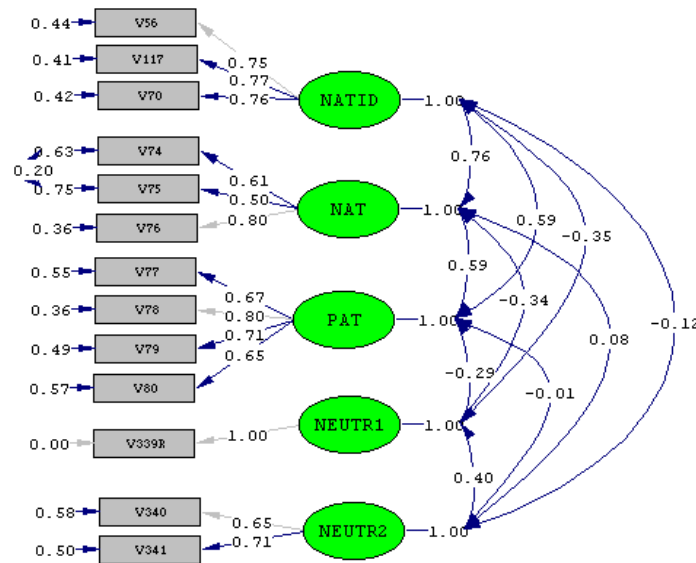 0.44 V56
0.75
0.41 V117
0.77
0.42 V70 0.76 NATID 1.00
0.63 V74
0.76
0.20
0.61
0.75 V75 0.50 NAT 1.00
0.59 -0.35
0.36 V76 0.80
0.55 V77
0.59
0.67 -0.34
0.36 V78 0.80
PAT 1.00 -0.12
0.49 V79 0.71
0.08
0.65
0.57 V80 -0.29 -0.01
NEUTR1 1.00
0.00 V339R 1.00
0.40
0.58 V340 0.65
NEUTR2 1.00
0.50 V341 0.71